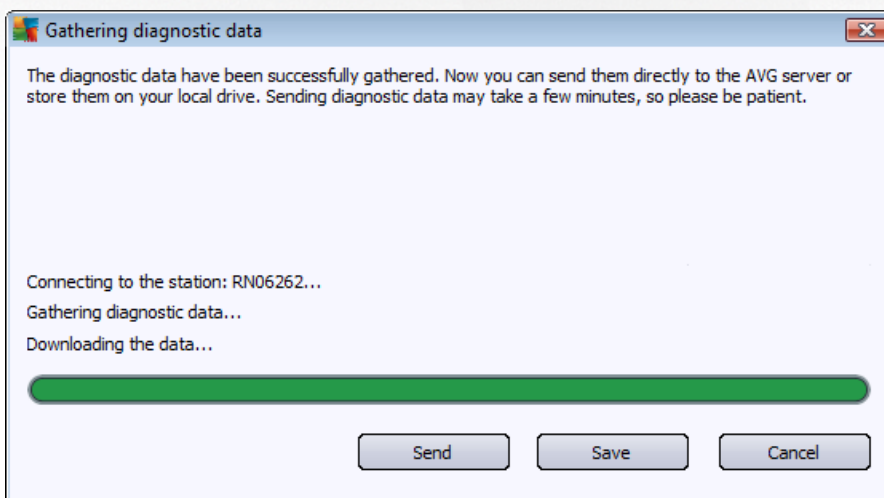 Gathering diagnostic data
The diagnostic data have been successfully gathered. Now you can send them directly to the AVG server or
store them on your local drive. Sending diagnostic data may take a few minutes, so please be patient.
Connecting to the station: RN06262...
Gathering diagnostic data...
Downloading the data...
Send Save Cancel